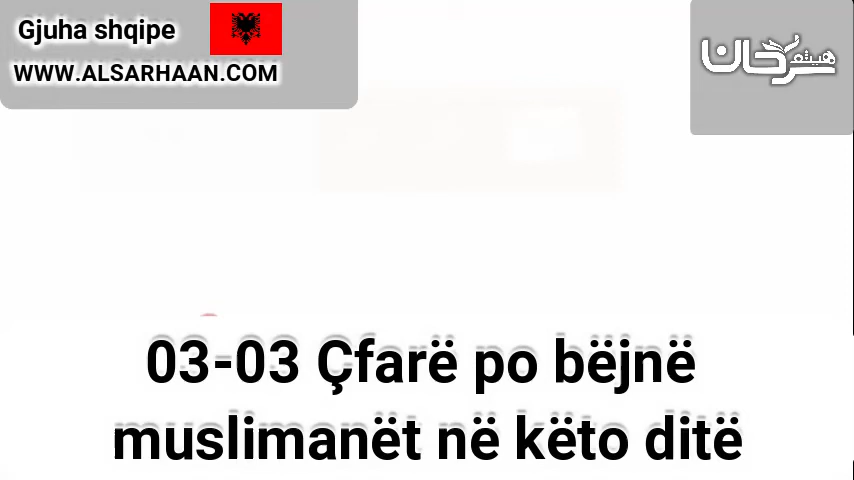 Gjuha shqipe
WWW.ALSARHAAN.COM
هيثم سرحان
03-03 Çfarë po bëjnë
muslimanët në këto ditë